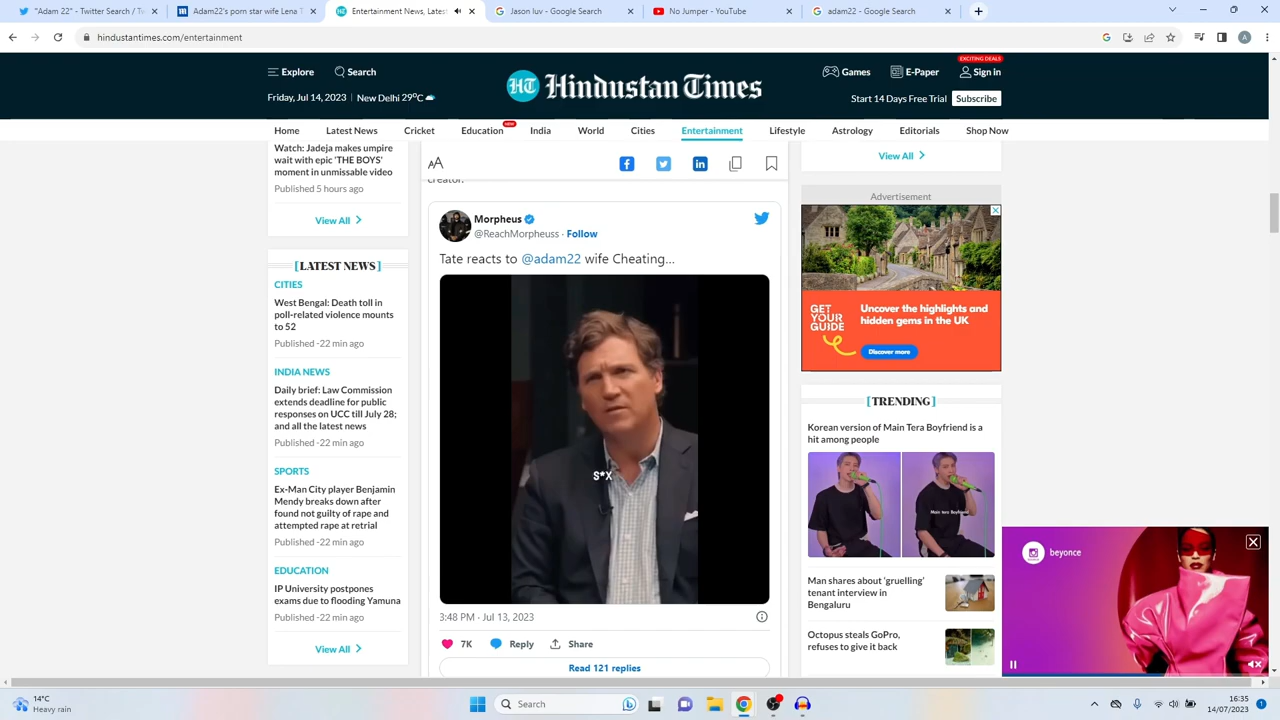 "Adam 22" - Twitter Search / T
Adam22's porn star wife Lena T
Entertainment News, Latest
Jason luv - Google Search
No Title - YouTube
adam22 - Google Search
hindustantimes.com/entertainment
A
Explore
Search
HT Hindustan Times
EXCITING DEALS
Games
E-Paper
Sign in
Friday, Jul 14, 2023 | New Delhi 29°C
Start 14 Days Free Trial
Subscribe
Home
Latest News
Cricket
Education
NEW
India
World
Cities
Entertainment
Lifestyle
Astrology
Editorials
Shop Now
Watch: Jadeja makes umpire
wait with epic 'THE BOYS'
moment in unmissable video
Published 5 hours ago
View All
[LATEST NEWS]
CITIES
West Bengal: Death toll in
poll-related violence mounts
to 52
Published -22 min ago
INDIA NEWS
Daily brief: Law Commission
extends deadline for public
responses on UCC till July 28;
and all the latest news
Published -22 min ago
SPORTS
Ex-Man City player Benjamin
Mendy breaks down after
found not guilty of rape and
attempted rape at retrial
Published -22 min ago
EDUCATION
IP University postpones
exams due to flooding Yamuna
Published -22 min ago
View All
AA
creator.
Morpheus
@ReachMorpheuss · Follow
Tate reacts to @adam22 wife Cheating...
S*X
3:48 PM · Jul 13, 2023
7K
Reply
Share
Read 121 replies
View All
Advertisement
GET
YOUR
GUIDE
Uncover the highlights and
hidden gems in the UK
Discover more
[TRENDING]
Korean version of Main Tera Boyfriend is a
hit among people
Main tera Boyfriend
Man shares about 'gruelling'
tenant interview in
Bengaluru
Octopus steals GoPro,
refuses to give it back
beyonce
14°C
Heavy rain
Search
16:35
14/07/2023